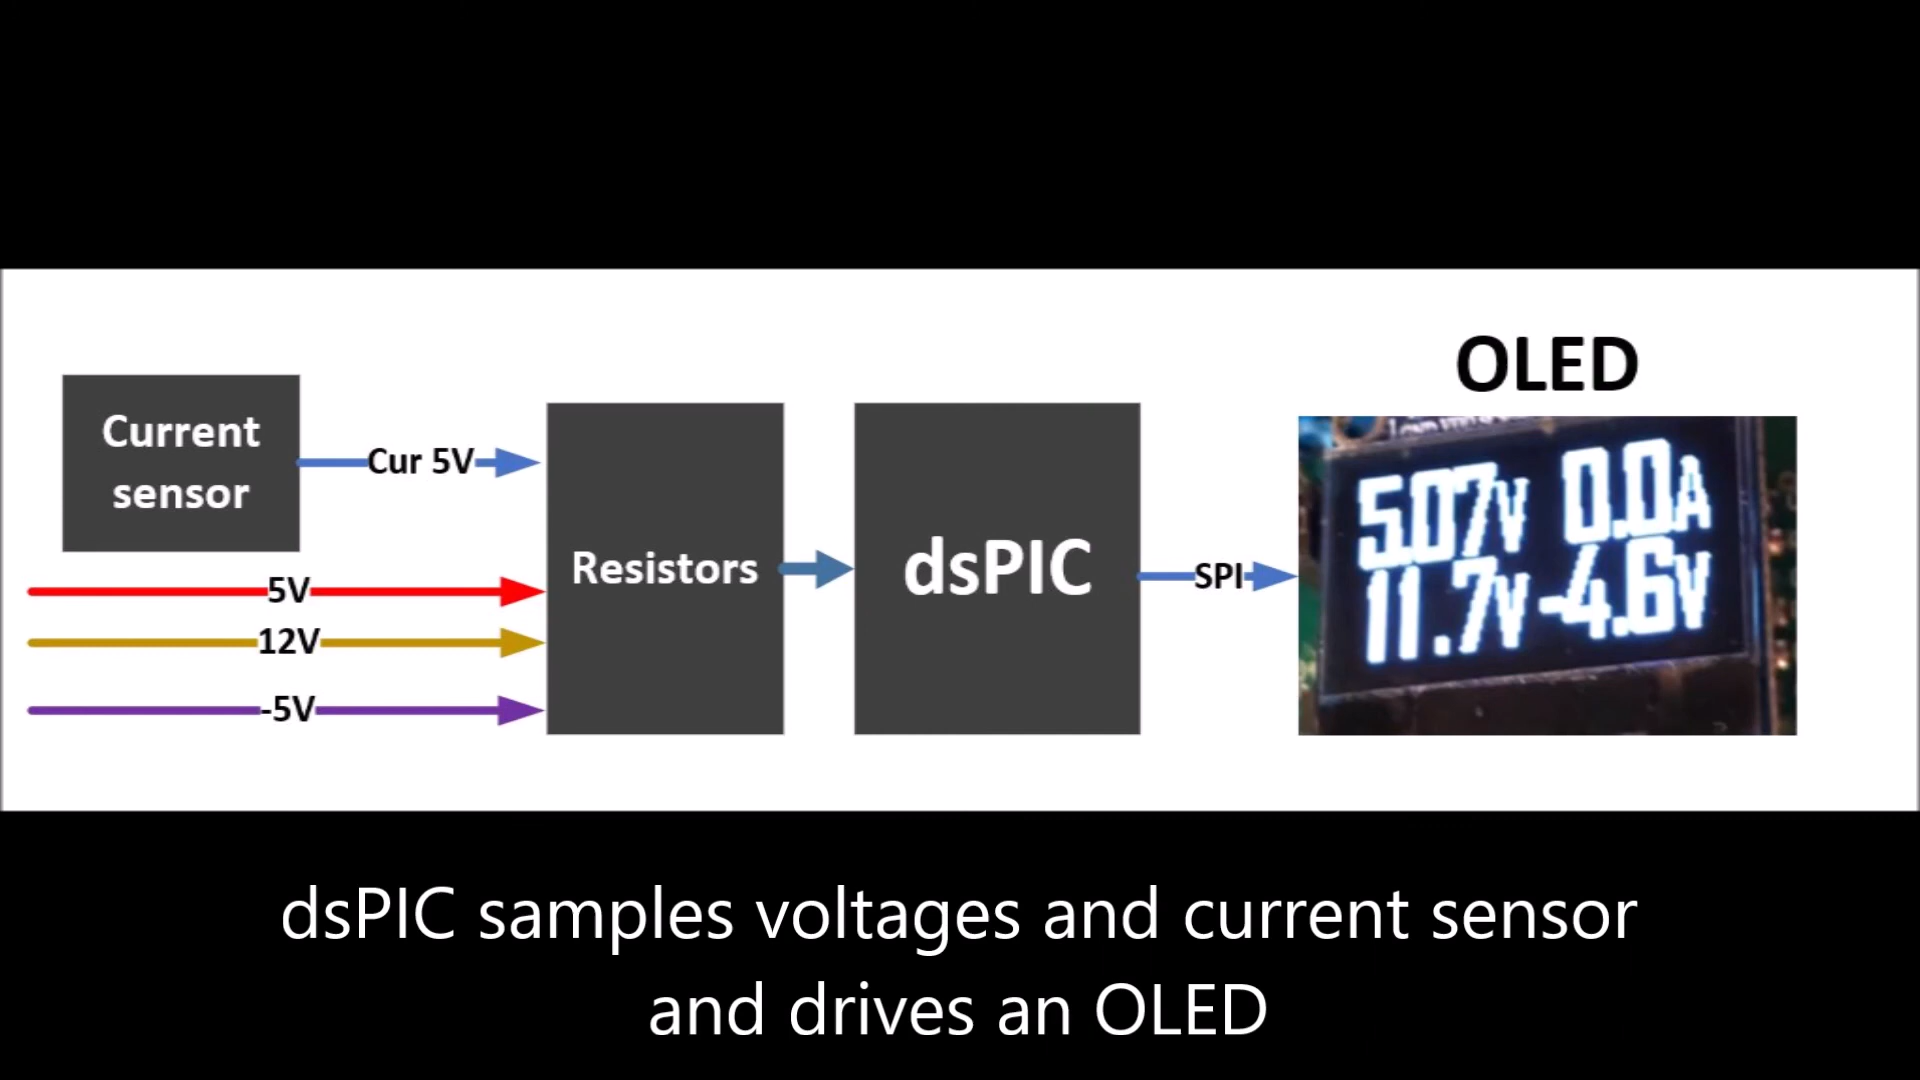 OLED
Current
sensor
Cur 5V
5V
12V
-5V
Resistors
dsPIC
SPI
5.07V 0.0A
11.7V -4.6V
dsPIC samples voltages and current sensor
and drives an OLED